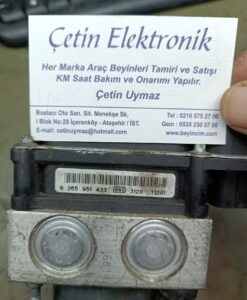 Çetin Elektronik
Her Marka Araç Beyinleri Tamiri ve Satışı
KM Saat Bakım ve Onarımı Yapılır.
Çetin Uymaz
Bostancı Oto San. Sit. Menekşe Sk.
I Blok No:28 İçerenköy - Ataşehir / İST.
E-mail: cetinuymaz@hotmail.com
Tel : 0216 575 27 08
Gsm : 0535 250 07 85
www.beyincim.com
0 265 951 433